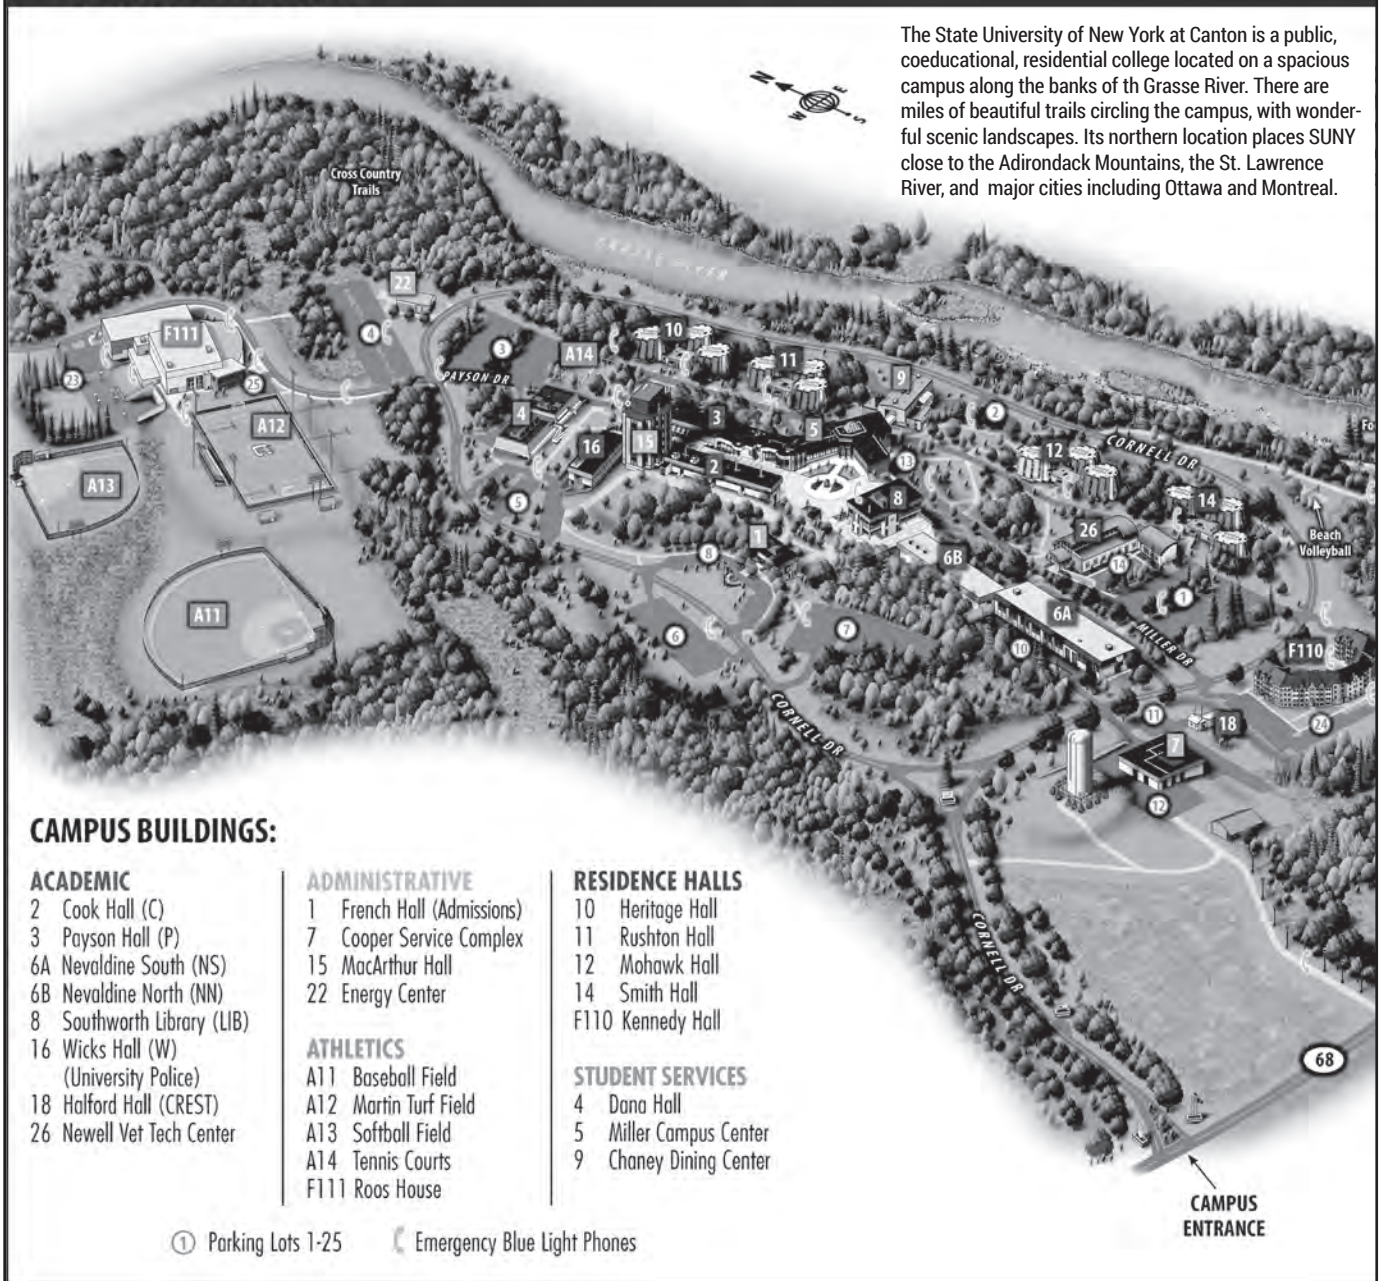 The State University of New York at Canton is a public,
coeducational, residential college located on a spacious
campus along the banks of th Grasse River. There are
miles of beautiful trails circling the campus, with wonder-
ful scenic landscapes. Its northern location places SUNY
close to the Adirondack Mountains, the St. Lawrence
River, and major cities including Ottawa and Montreal.
N
E
W
S
Cross Country
Trails
GRASSE RIVER
22
F111
4
10
3
A14
11
23
25
PAYSON DR
9
4
3
2
A12
5
16
15
CORNELL DR
12
2
13
A13
5
8
14
26
1
Beach
Volleyball
8
6B
14
1
6A
A11
6
7
MILLER DR
10
F110
CORNELL DR
11
18
24
7
12
CORNELL DR
68
CAMPUS
ENTRANCE
CAMPUS BUILDINGS:
ACADEMIC
2 Cook Hall (C)
3 Payson Hall (P)
6A Nevaldine South (NS)
6B Nevaldine North (NN)
8 Southworth Library (LIB)
16 Wicks Hall (W)
(University Police)
18 Halford Hall (CREST)
26 Newell Vet Tech Center
ADMINISTRATIVE
1 French Hall (Admissions)
7 Cooper Service Complex
15 MacArthur Hall
22 Energy Center
ATHLETICS
A11 Baseball Field
A12 Martin Turf Field
A13 Softball Field
A14 Tennis Courts
F111 Roos House
RESIDENCE HALLS
10 Heritage Hall
11 Rushton Hall
12 Mohawk Hall
14 Smith Hall
F110 Kennedy Hall
STUDENT SERVICES
4 Dana Hall
5 Miller Campus Center
9 Chaney Dining Center
1 Parking Lots 1-25
Emergency Blue Light Phones